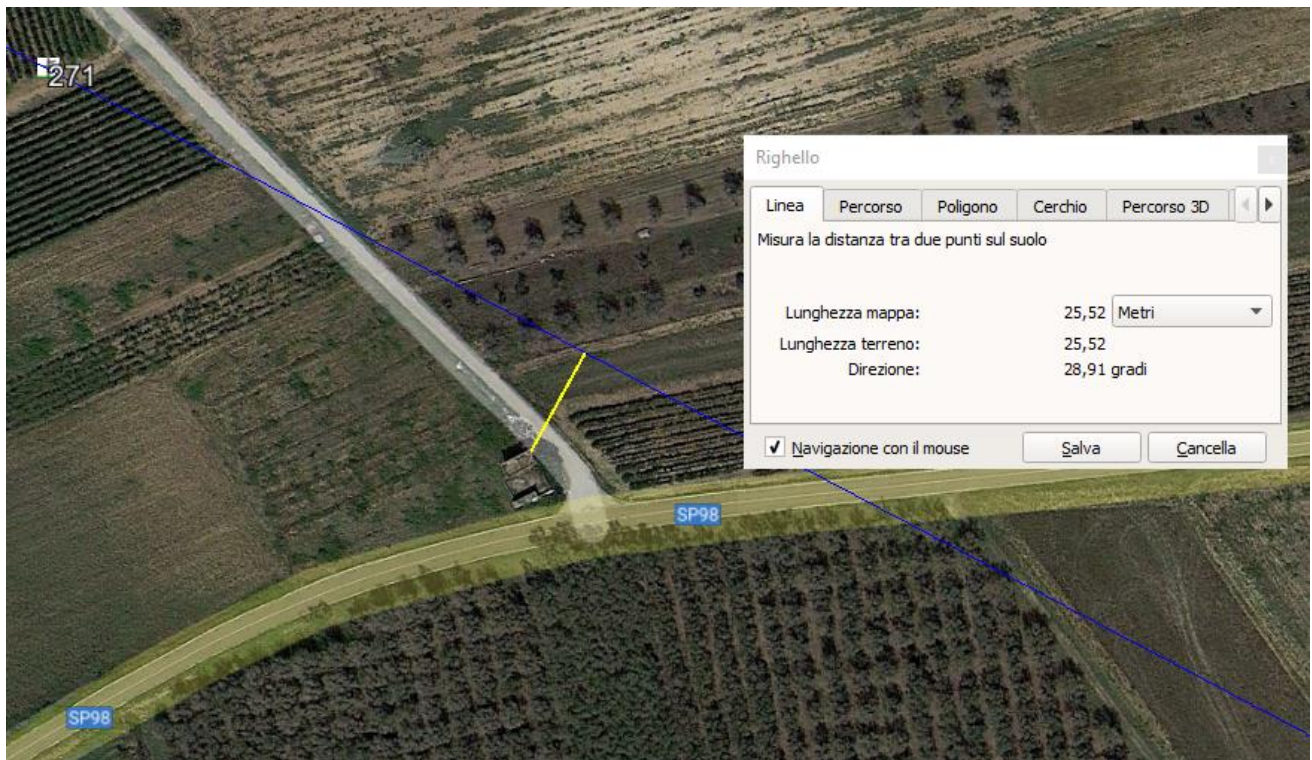 271
Righello
Linea Percorso Poligono Cerchio Percorso 3D
Misura la distanza tra due punti sul suolo
Lunghezza mappa: 25,52 Metri
Lunghezza terreno: 25,52
Direzione: 28,91 gradi
Navigazione con il mouse Salva Cancella
SP98
SP98